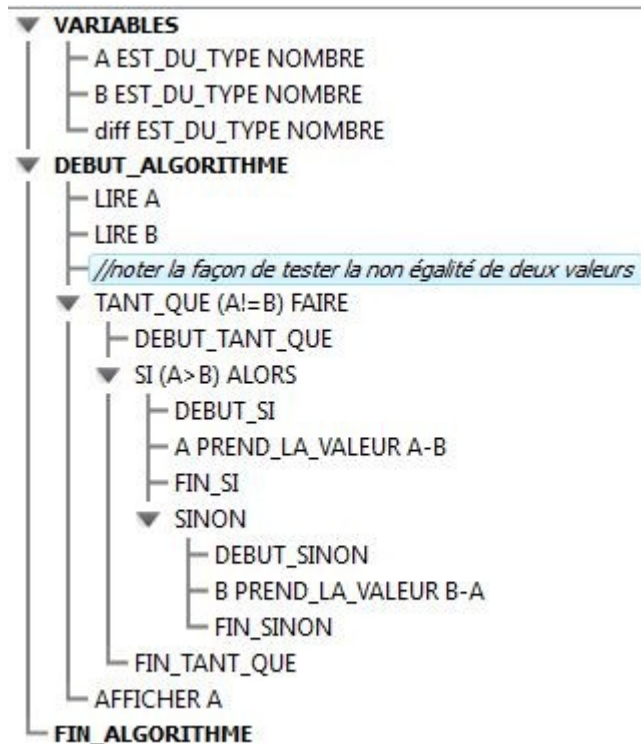 VARIABLES
A EST_DU_TYPE NOMBRE
B EST_DU_TYPE NOMBRE
diff EST_DU_TYPE NOMBRE
DEBUT_ALGORITHME
LIRE A
LIRE B
//noter la façon de tester la non égalité de deux valeurs
TANT_QUE (A!=B) FAIRE
DEBUT_TANT_QUE
SI (A>B) ALORS
DEBUT_SI
A PREND_LA_VALEUR A-B
FIN_SI
SINON
DEBUT_SINON
B PREND_LA_VALEUR B-A
FIN_SINON
FIN_TANT_QUE
AFFICHER A
FIN_ALGORITHME